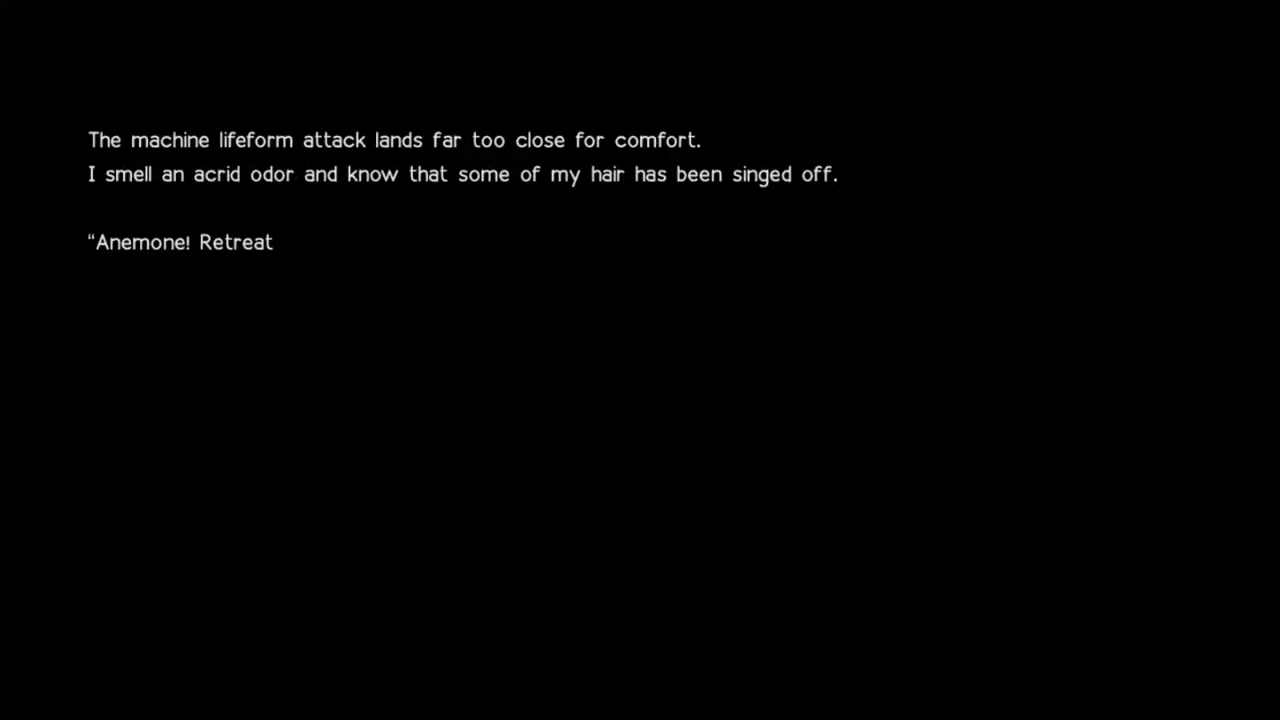 The machine lifeform attack lands far too close for comfort.
I smell an acrid odor and know that some of my hair has been singed off.
“Anemone! Retreat